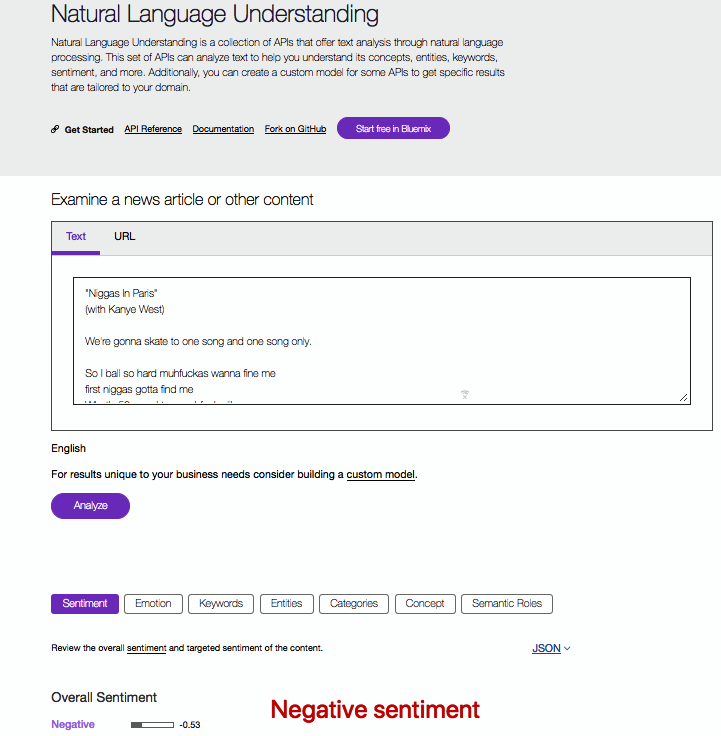 Natural Language Understanding
Natural Language Understanding is a collection of APIs that offer text analysis through natural language
processing. This set of APIs can analyze text to help you understand its concepts, entities, keywords,
sentiment, and more. Additionally, you can create a custom model for some APIs to get specific results
that are tailored to your domain.
Get Started API Reference Documentation Fork on GitHub Start free in Bluemix
Examine a news article or other content
Text URL
"Niggas In Paris"
(with Kanye West)
We're gonna skate to one song and one song only.
So I ball so hard muhfuckas wanna fine me
first niggas gotta find me
English
For results unique to your business needs consider building a custom model.
Analyze
Sentiment Emotion Keywords Entities Categories Concept Semantic Roles
Review the overall sentiment and targeted sentiment of the content. JSON
Overall Sentiment
Negative sentiment
Negative -0.53